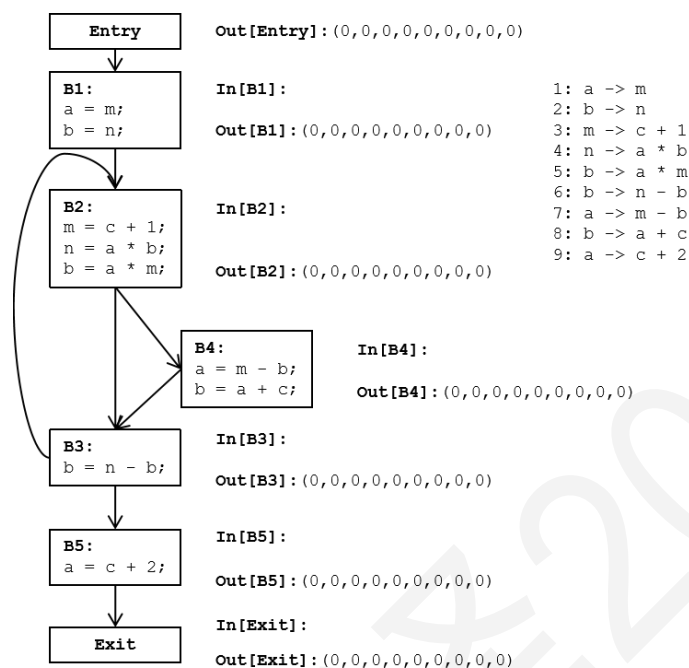 Entry
Out[Entry]:(0,0,0,0,0,0,0,0,0)
B1:
a = m;
b = n;
In[B1]:
Out[B1]:(0,0,0,0,0,0,0,0,0)
1: a -> m
2: b -> n
3: m -> c + 1
4: n -> a * b
5: b -> a * m
6: b -> n - b
7: a -> m - b
8: b -> a + c
9: a -> c + 2
B2:
m = c + 1;
n = a * b;
b = a * m;
In[B2]:
Out[B2]:(0,0,0,0,0,0,0,0,0)
B4:
a = m - b;
b = a + c;
In[B4]:
Out[B4]:(0,0,0,0,0,0,0,0,0)
B3:
b = n - b;
In[B3]:
Out[B3]:(0,0,0,0,0,0,0,0,0)
B5:
a = c + 2;
In[B5]:
Out[B5]:(0,0,0,0,0,0,0,0,0)
Exit
In[Exit]:
Out[Exit]:(0,0,0,0,0,0,0,0,0)